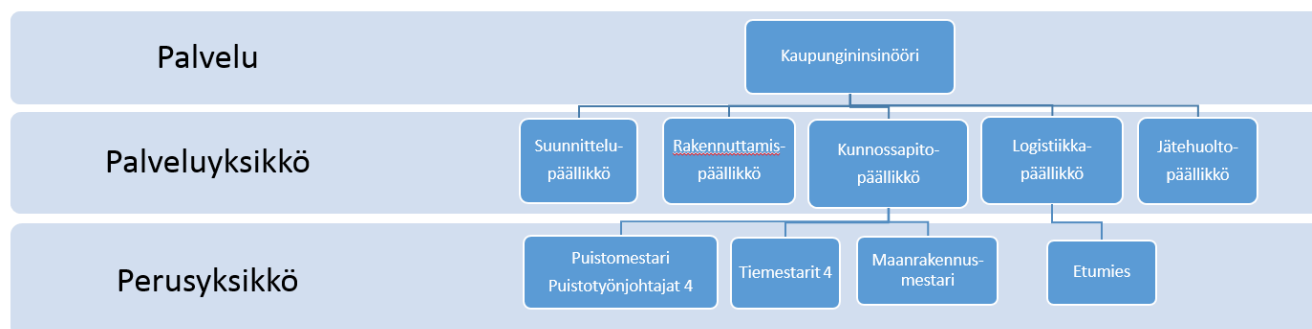 Palvelu
Kaupungininsinööri
Palveluyksikkö
Suunnittelu-
päällikkö
Rakennuttamis-
päällikkö
Kunnossapito-
päällikkö
Logistiikka-
päällikkö
Jätehuolto-
päällikkö
Perusyksikkö
Puistomestari
Puistotyönjohtajat 4
Tiemestarit 4
Maanrakennus-
mestari
Etumies